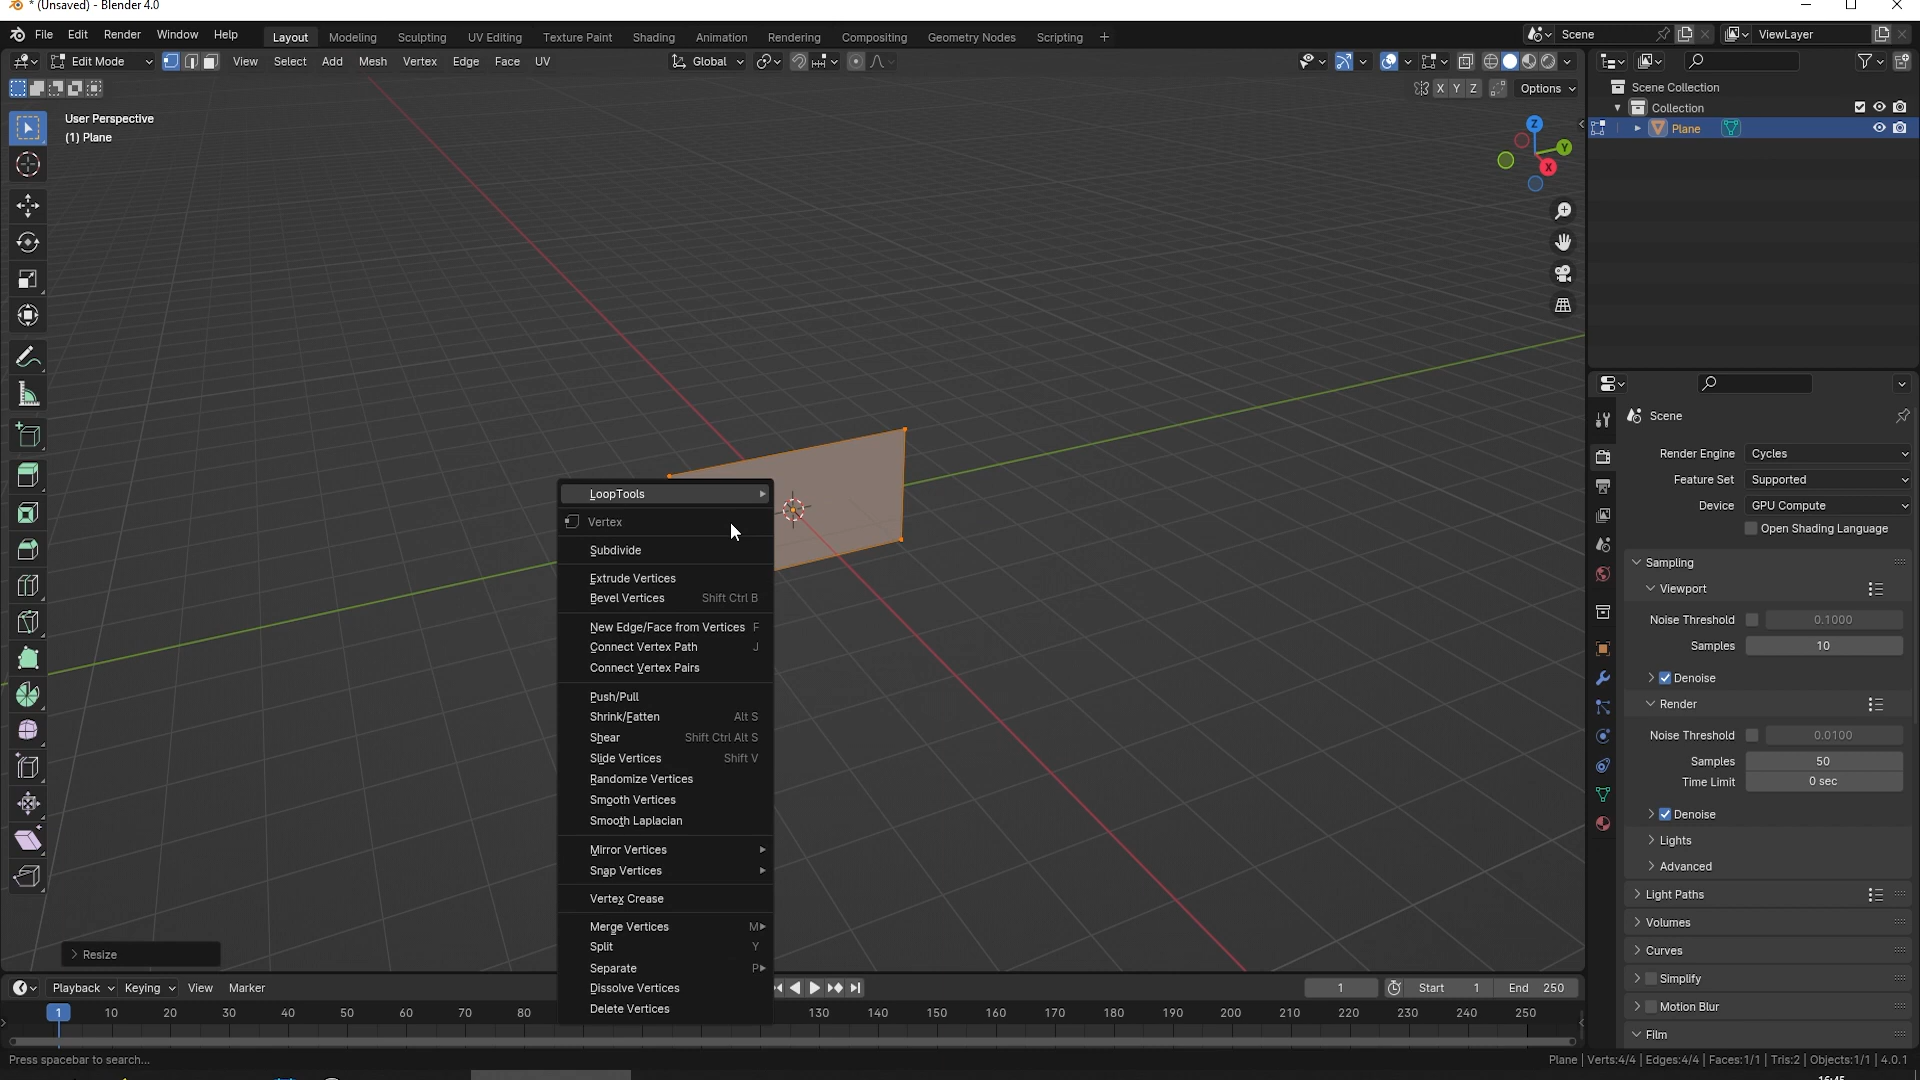 * (Unsaved) - Blender 4.0
File Edit Render Window Help Layout Modeling Sculpting UV Editing Texture Paint Shading Animation Rendering Compositing Geometry Nodes Scripting + Scene ViewLayer
Edit Mode View Select Add Mesh Vertex Edge Face UV Global
X Y Z Options
User Perspective
(1) Plane
Z
Y
X
Scene Collection
Collection
Plane
LoopTools
Vertex
Subdivide
Extrude Vertices
Bevel Vertices Shift Ctrl B
New Edge/Face from Vertices F
Connect Vertex Path J
Connect Vertex Pairs
Push/Pull
Shrink/Fatten Alt S
Shear Shift Ctrl Alt S
Slide Vertices Shift V
Randomize Vertices
Smooth Vertices
Smooth Laplacian
Mirror Vertices
Snap Vertices
Vertex Crease
Merge Vertices M
Split Y
Separate P
Dissolve Vertices
Delete Vertices
Resize
Scene
Render Engine Cycles
Feature Set Supported
Device GPU Compute
Open Shading Language
Sampling
Viewport
Noise Threshold 0.1000
Samples 10
Denoise
Render
Noise Threshold 0.0100
Samples 50
Time Limit 0 sec
Denoise
Lights
Advanced
Light Paths
Volumes
Curves
Simplify
Motion Blur
Film
Playback Keying View Marker 1 Start 1 End 250
1 10 20 30 40 50 60 70 80 130 140 150 160 170 180 190 200 210 220 230 240 250
Press spacebar to search...
Plane | Verts:4/4 | Edges:4/4 | Faces:1/1 | Tris:2 | Objects:1/1 | 4.0.1